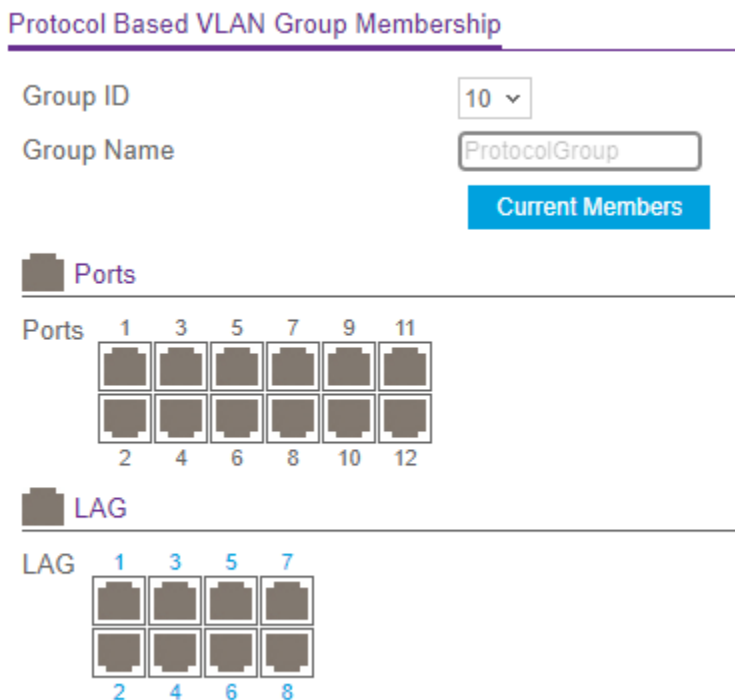 Protocol Based VLAN Group Membership
Group ID 10
Group Name ProtocolGroup
Current Members
Ports
Ports 1 3 5 7 9 11
2 4 6 8 10 12
LAG
LAG 1 3 5 7
2 4 6 8